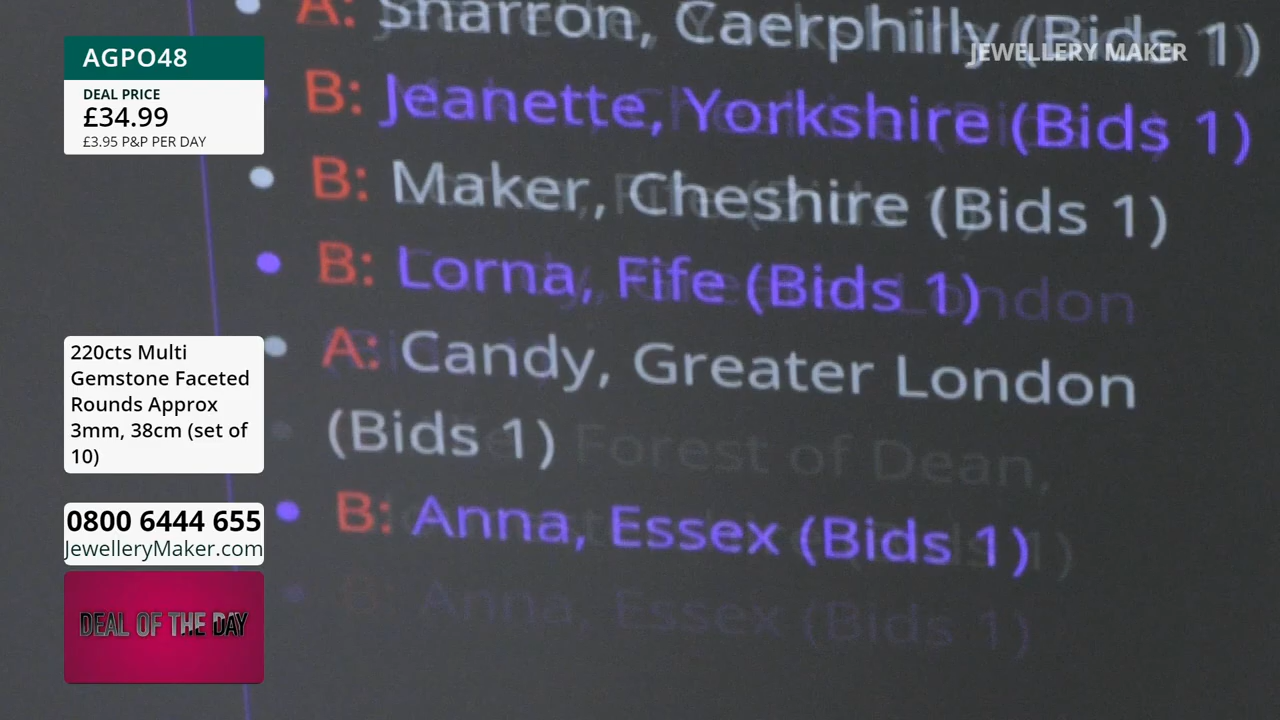 AGPO48
DEAL PRICE
£34.99
£3.95 P&P PER DAY
220cts Multi
Gemstone Faceted
Rounds Approx
3mm, 38cm (set of
10)
0800 6444 655
JewelleryMaker.com
DEAL OF THE DAY
JEWELLERY MAKER
A: Sharron, Caerphilly (Bids 1)
B: Jeanette, Yorkshire (Bids 1)
B: Maker, Cheshire (Bids 1)
B: Lorna, Fife (Bids 1)
A: Candy, Greater London
(Bids 1)
B: Anna, Essex (Bids 1)